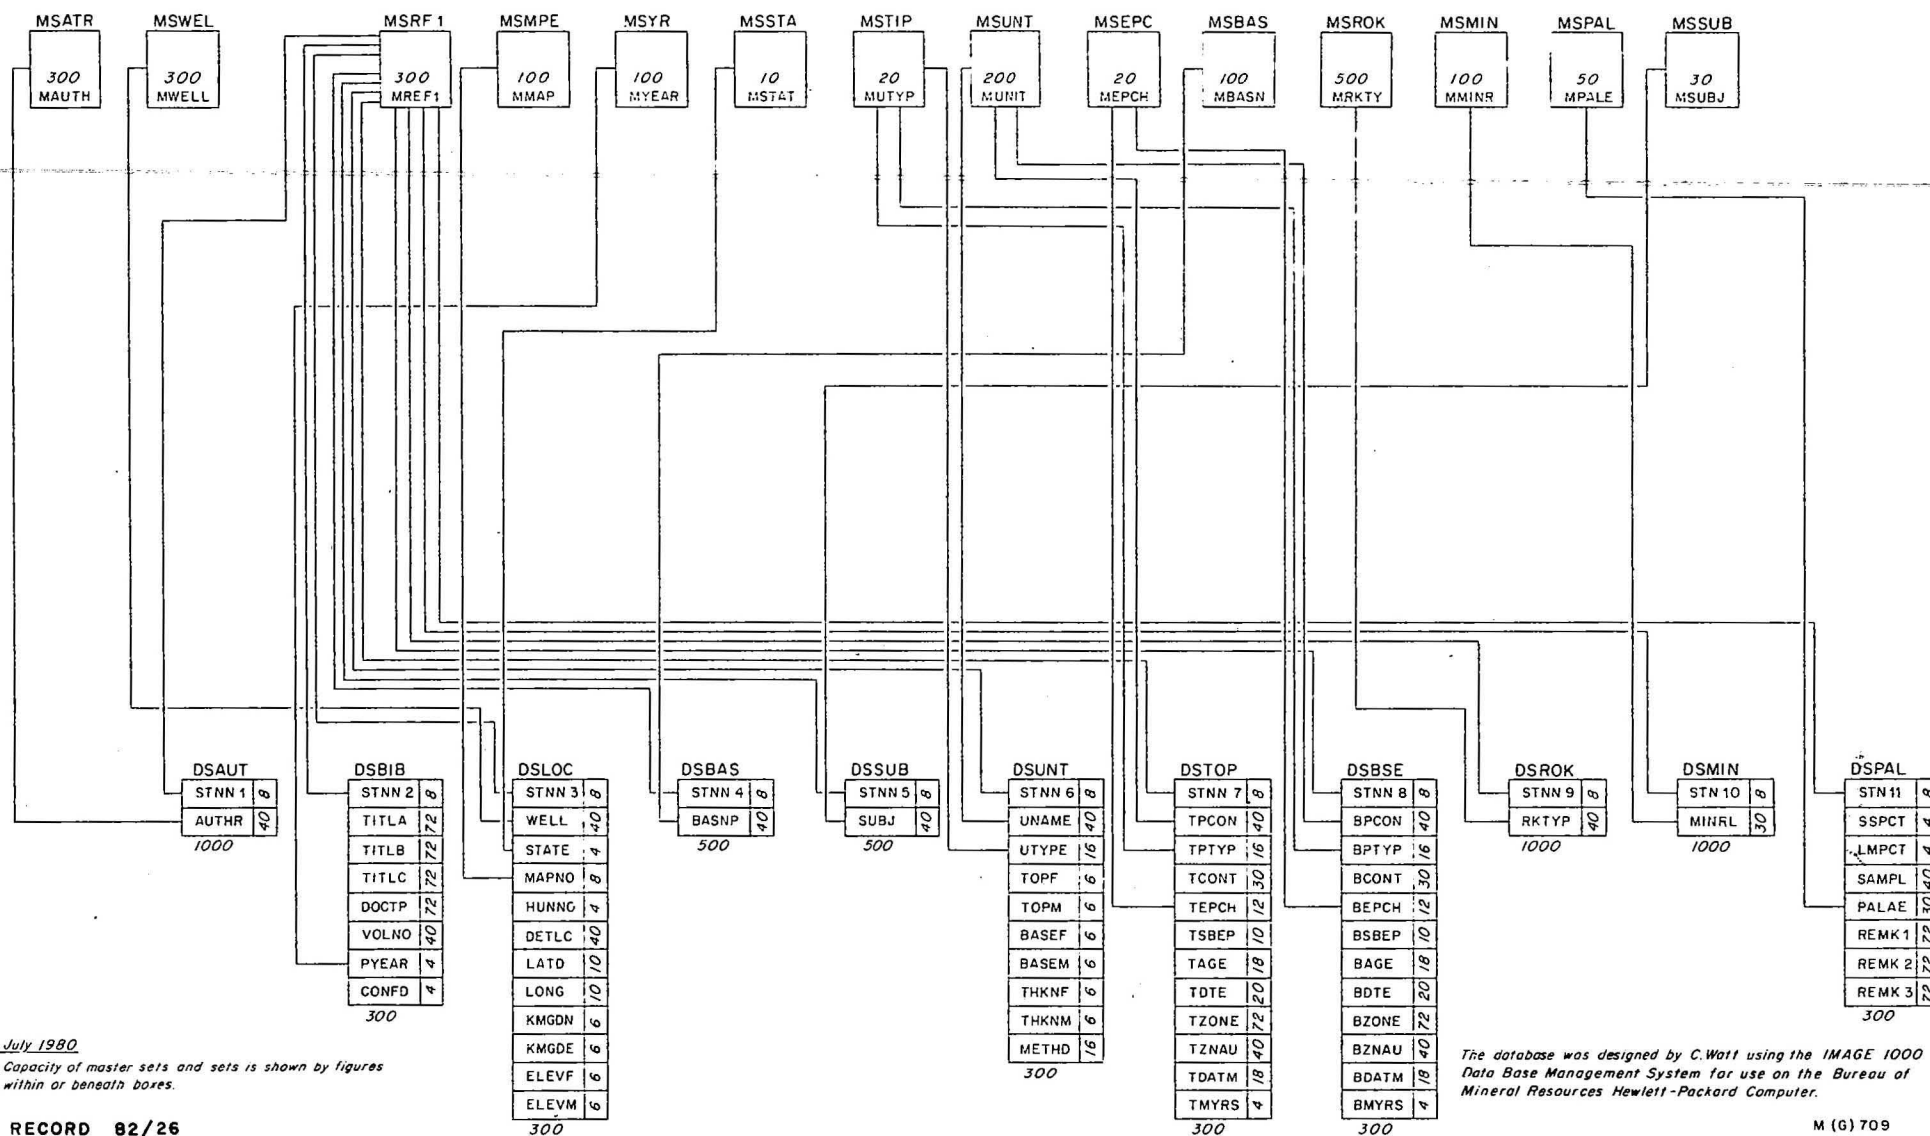 MSATR MSWEL MSRF1 MSMPE MSYR MSSTA MSTIP MSUNT MSEPC MSBAS MSROK MSMIN MSPAL MSSUB
300 300 300 100 100 10 20 200 20 100 500 100 50 30
MAUTH MWELL MREF1 MMAP MYEAR MSTAT MUTYP MUNIT MEPCH MBASN MRKTY MMINR MPALE MSUBJ
DSAUT
STNN 1 8
AUTHR 40
1000
DSBIB
STNN 2 8
TITLA 72
TITLB 72
TITLC 72
DOCTP 72
VOLNO 40
PYEAR 4
CONFD 4
300
DSLOC
STNN 3 8
WELL 40
STATE 4
MAPNO 8
HUNNG 4
DETLC 40
LATD 10
LONG 10
KMGDN 6
KMGDE 6
ELEVF 6
ELEVM 6
300
DSBAS
STNN 4 8
BASNP 40
500
DSSUB
STNN 5 8
SUBJ 40
500
DSUNT
STNN 6 8
UNAME 40
UTYPE 16
TOPF 6
TOPM 6
BASEF 6
BASEM 6
THKNF 6
THKNM 6
METHD 16
300
DSTOP
STNN 7 8
TPCON 40
TPTYP 16
TCONT 30
TEPCH 12
TSBEP 10
TAGE 18
TDTE 20
TZONE 72
TZNAU 40
TDATM 18
TMYRS 4
300
DSBSE
STNN 8 8
BPCON 40
BPTYP 16
BCONT 30
BEPCH 12
BSBEP 10
BAGE 18
BDTE 20
BZONE 72
BZNAU 40
BDATM 18
BMYRS 4
300
DSROK
STNN 9 8
RKTYP 40
1000
DSMIN
STN 10 8
MINRL 30
1000
DSPAL
STN 11 8
SSPCT 4
LMPCT 4
SAMPL 40
PALAE 30
REMK 1 72
REMK 2 72
REMK 3 72
300
July 1980
Capacity of master sets and sets is shown by figures
within or beneath boxes.
RECORD 82/26
The database was designed by C. Watt using the IMAGE 1000
Data Base Management System for use on the Bureau of
Mineral Resources Hewlett-Packard Computer.
M (G) 709